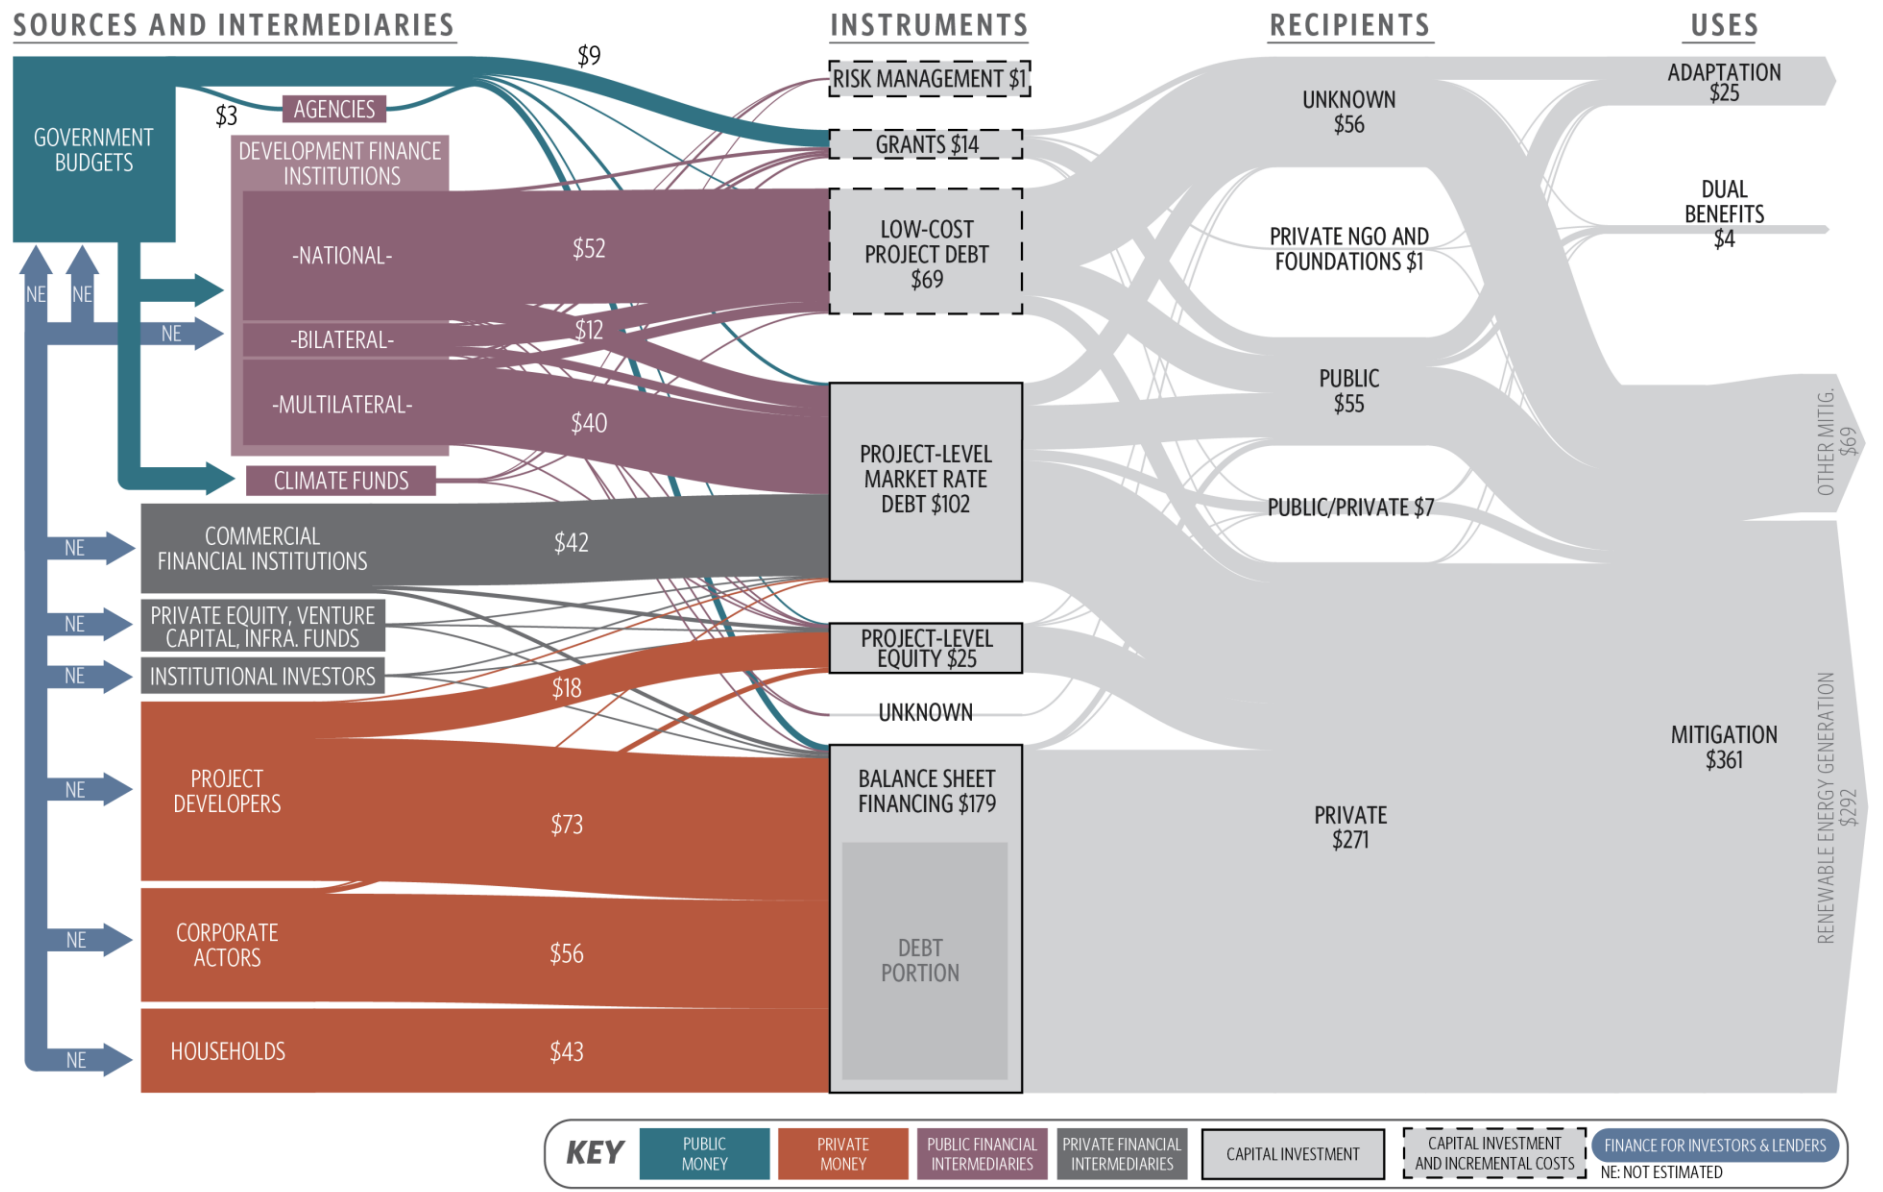 SOURCES AND INTERMEDIARIES
INSTRUMENTS
RECIPIENTS
USES
GOVERNMENT
BUDGETS
$3
AGENCIES
$9
DEVELOPMENT FINANCE
INSTITUTIONS
-NATIONAL-
$52
-BILATERAL-
$12
-MULTILATERAL-
$40
CLIMATE FUNDS
NE
NE
NE
COMMERCIAL
FINANCIAL INSTITUTIONS
$42
NE
PRIVATE EQUITY, VENTURE
CAPITAL, INFRA. FUNDS
NE
INSTITUTIONAL INVESTORS
NE
$18
PROJECT
DEVELOPERS
$73
NE
CORPORATE
ACTORS
$56
NE
HOUSEHOLDS
$43
NE
RISK MANAGEMENT $1
GRANTS $14
LOW-COST
PROJECT DEBT
$69
PROJECT-LEVEL
MARKET RATE
DEBT $102
PROJECT-LEVEL
EQUITY $25
UNKNOWN
BALANCE SHEET
FINANCING $179
DEBT
PORTION
UNKNOWN
$56
PRIVATE NGO AND
FOUNDATIONS $1
PUBLIC
$55
PUBLIC/PRIVATE $7
PRIVATE
$271
ADAPTATION
$25
DUAL
BENEFITS
$4
OTHER MITIG.
$69
MITIGATION
$361
RENEWABLE ENERGY GENERATION
$292
KEY
PUBLIC
MONEY
PRIVATE
MONEY
PUBLIC FINANCIAL
INTERMEDIARIES
PRIVATE FINANCIAL
INTERMEDIARIES
CAPITAL INVESTMENT
CAPITAL INVESTMENT
AND INCREMENTAL COSTS
FINANCE FOR INVESTORS & LENDERS
NE: NOT ESTIMATED